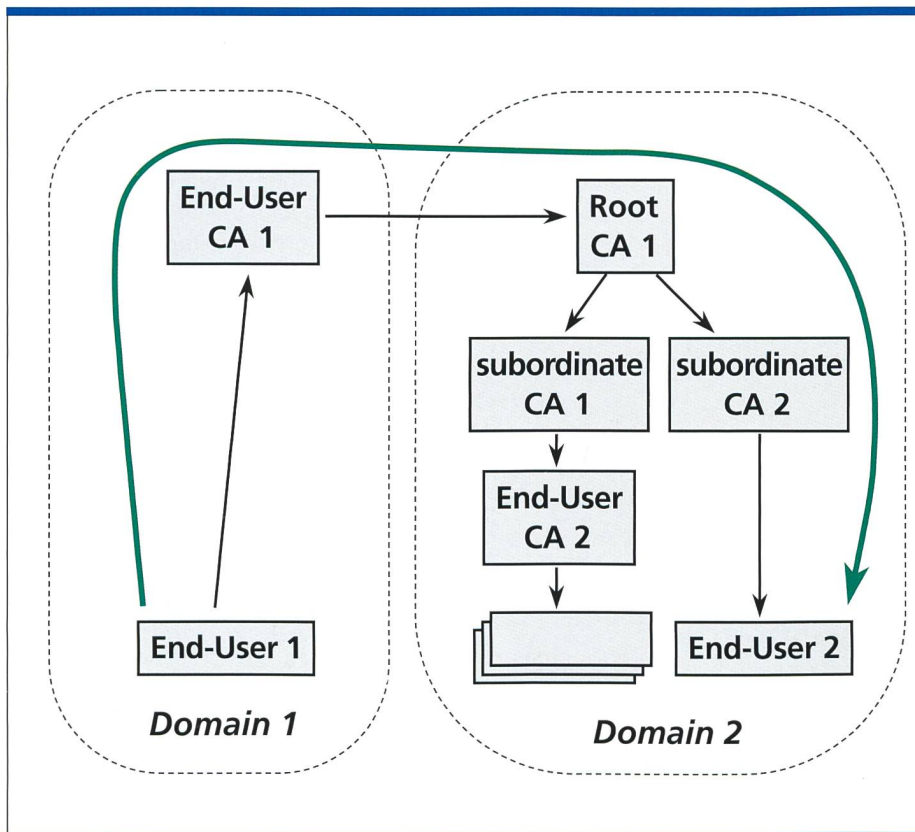 End-User
CA 1
Root
CA 1
subordinate
CA 1
subordinate
CA 2
End-User
CA 2
End-User 1
End-User 2
Domain 1
Domain 2